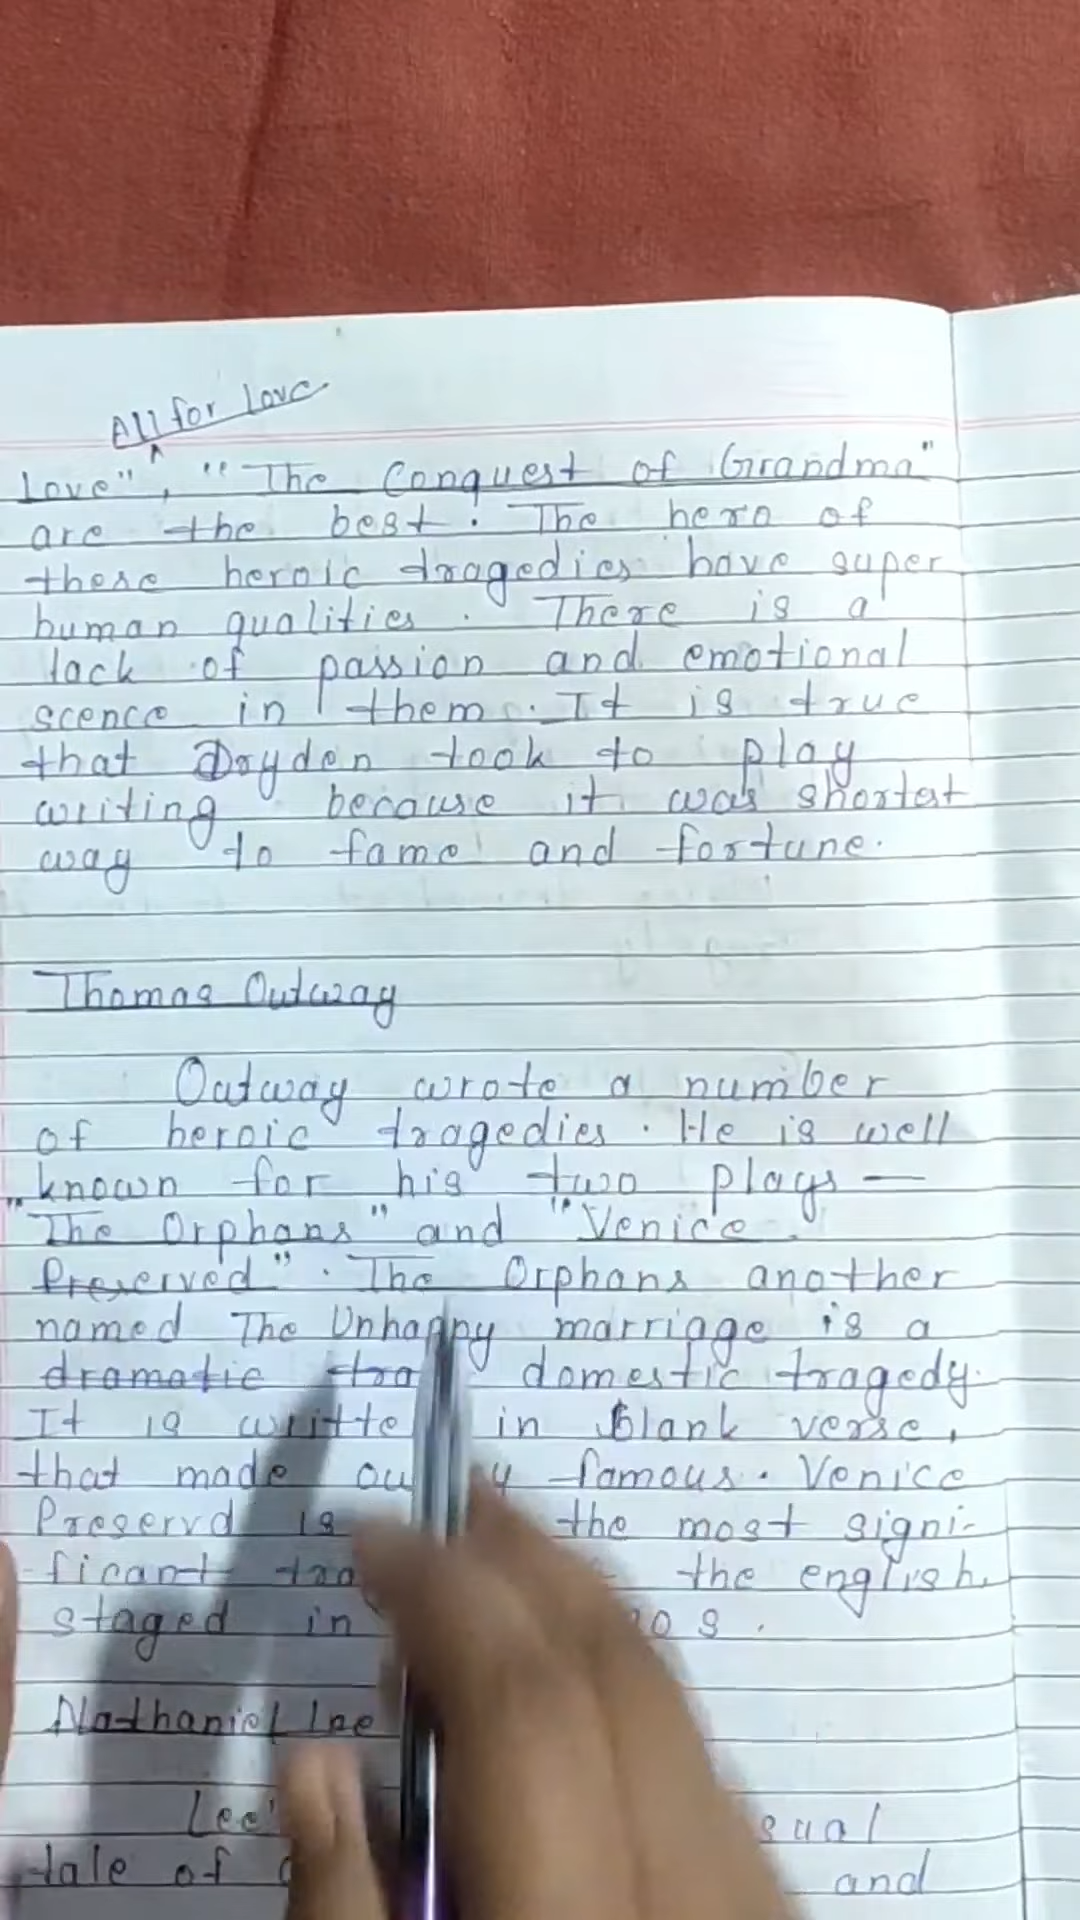 All for Love
Love", "The Conquest of Grandma"
are the best. The hero of
these heroic tragedies have super
human qualities. There is a
lack of passion and emotional
scence in them. It is true
that Dryden took to play
writing because it was shortest
way to fame and fortune.
Thomas Outway
Outway wrote a number
of heroic tragedies. He is well
known for his two plays —
"The Orphans" and "Venice
Preserved". The Orphans another
named The Unhappy marriage is a
dramatic domestic tragedy.
It is in blank verse,
that made famous. Venice
Preservd is the most signi-
ficant the english
staged in
Nathaniel Lee
sual
tale of and